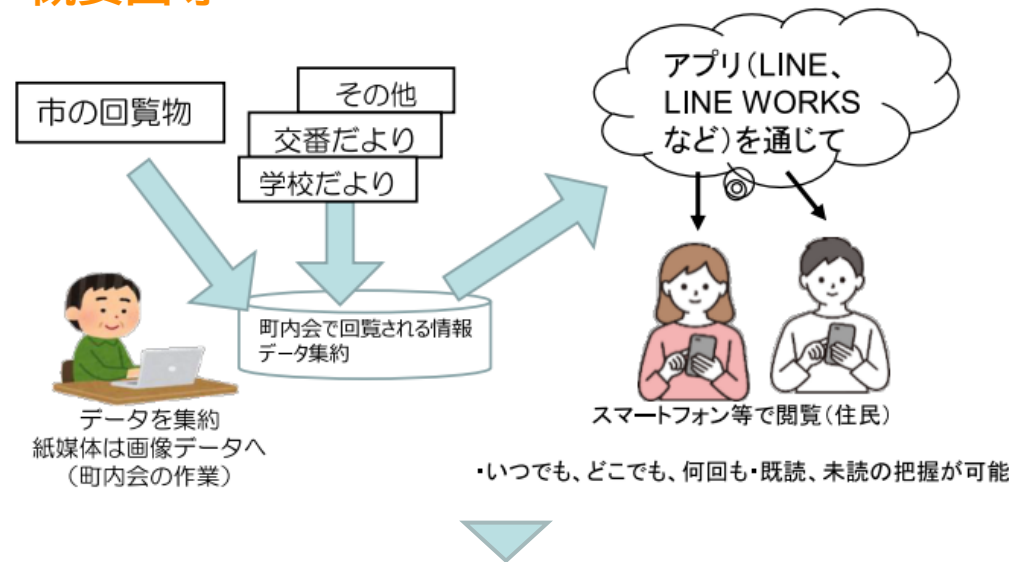 概要図等
市の回覧物
その他
交番だより
学校だより
アプリ(LINE、
LINE WORKS
など)を通じて
町内会で回覧される情報
データ集約
データを集約
紙媒体は画像データへ
(町内会の作業)
スマートフォン等で閲覧(住民)
・いつでも、どこでも、何回も・既読、未読の把握が可能